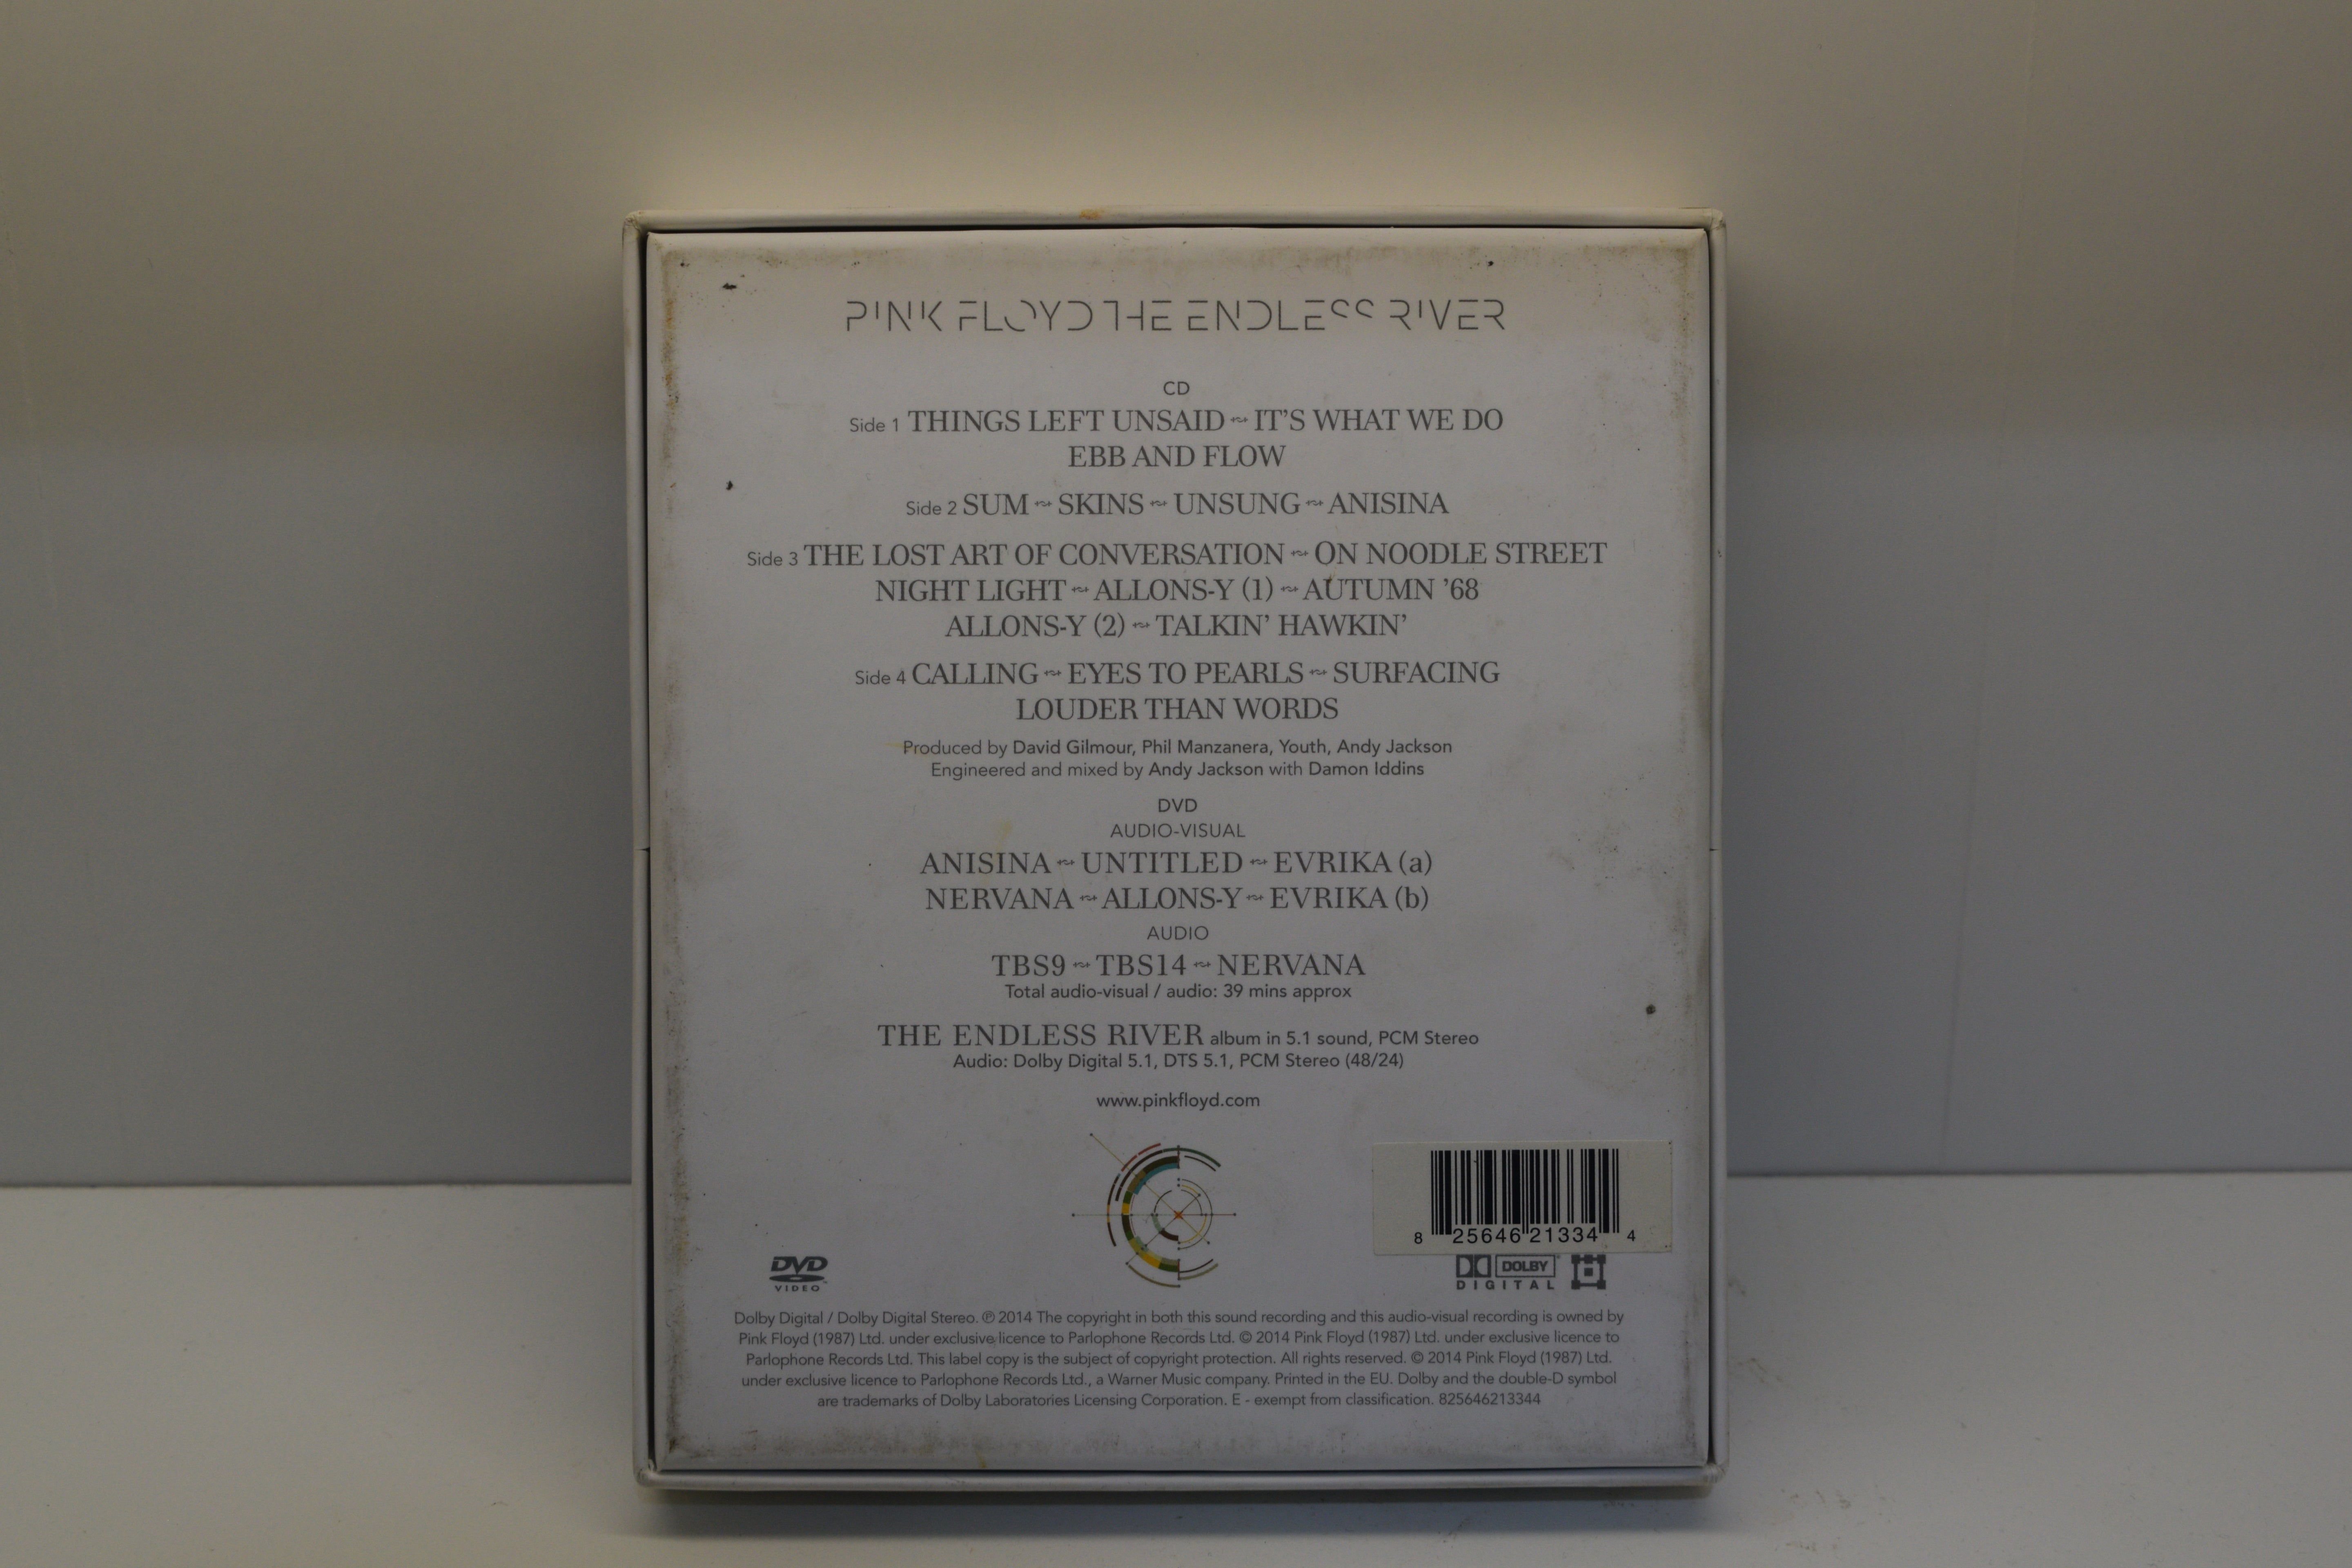 PINK FLOYD THE ENDLESS RIVER
CD
Side 1 THINGS LEFT UNSAID ~ IT'S WHAT WE DO
EBB AND FLOW
Side 2 SUM ~ SKINS ~ UNSUNG ~ ANISINA
Side 3 THE LOST ART OF CONVERSATION ~ ON NOODLE STREET
NIGHT LIGHT ~ ALLONS-Y (1) ~ AUTUMN '68
ALLONS-Y (2) ~ TALKIN' HAWKIN'
Side 4 CALLING ~ EYES TO PEARLS ~ SURFACING
LOUDER THAN WORDS
Produced by David Gilmour, Phil Manzanera, Youth, Andy Jackson
Engineered and mixed by Andy Jackson with Damon Iddins
DVD
AUDIO-VISUAL
ANISINA ~ UNTITLED ~ EVRIKA (a)
NERVANA ~ ALLONS-Y ~ EVRIKA (b)
AUDIO
TBS9 ~ TBS14 ~ NERVANA
Total audio-visual / audio: 39 mins approx
THE ENDLESS RIVER album in 5.1 sound, PCM Stereo
Audio: Dolby Digital 5.1, DTS 5.1, PCM Stereo (48/24)
www.pinkfloyd.com
8 25646 21334 4
DVD
VIDEO
DOLBY
DIGITAL
Dolby Digital / Dolby Digital Stereo. ℗ 2014 The copyright in both this sound recording and this audio-visual recording is owned by
Pink Floyd (1987) Ltd. under exclusive licence to Parlophone Records Ltd. © 2014 Pink Floyd (1987) Ltd. under exclusive licence to
Parlophone Records Ltd. This label copy is the subject of copyright protection. All rights reserved. © 2014 Pink Floyd (1987) Ltd.
under exclusive licence to Parlophone Records Ltd., a Warner Music company. Printed in the EU. Dolby and the double-D symbol
are trademarks of Dolby Laboratories Licensing Corporation. E - exempt from classification. 825646213344